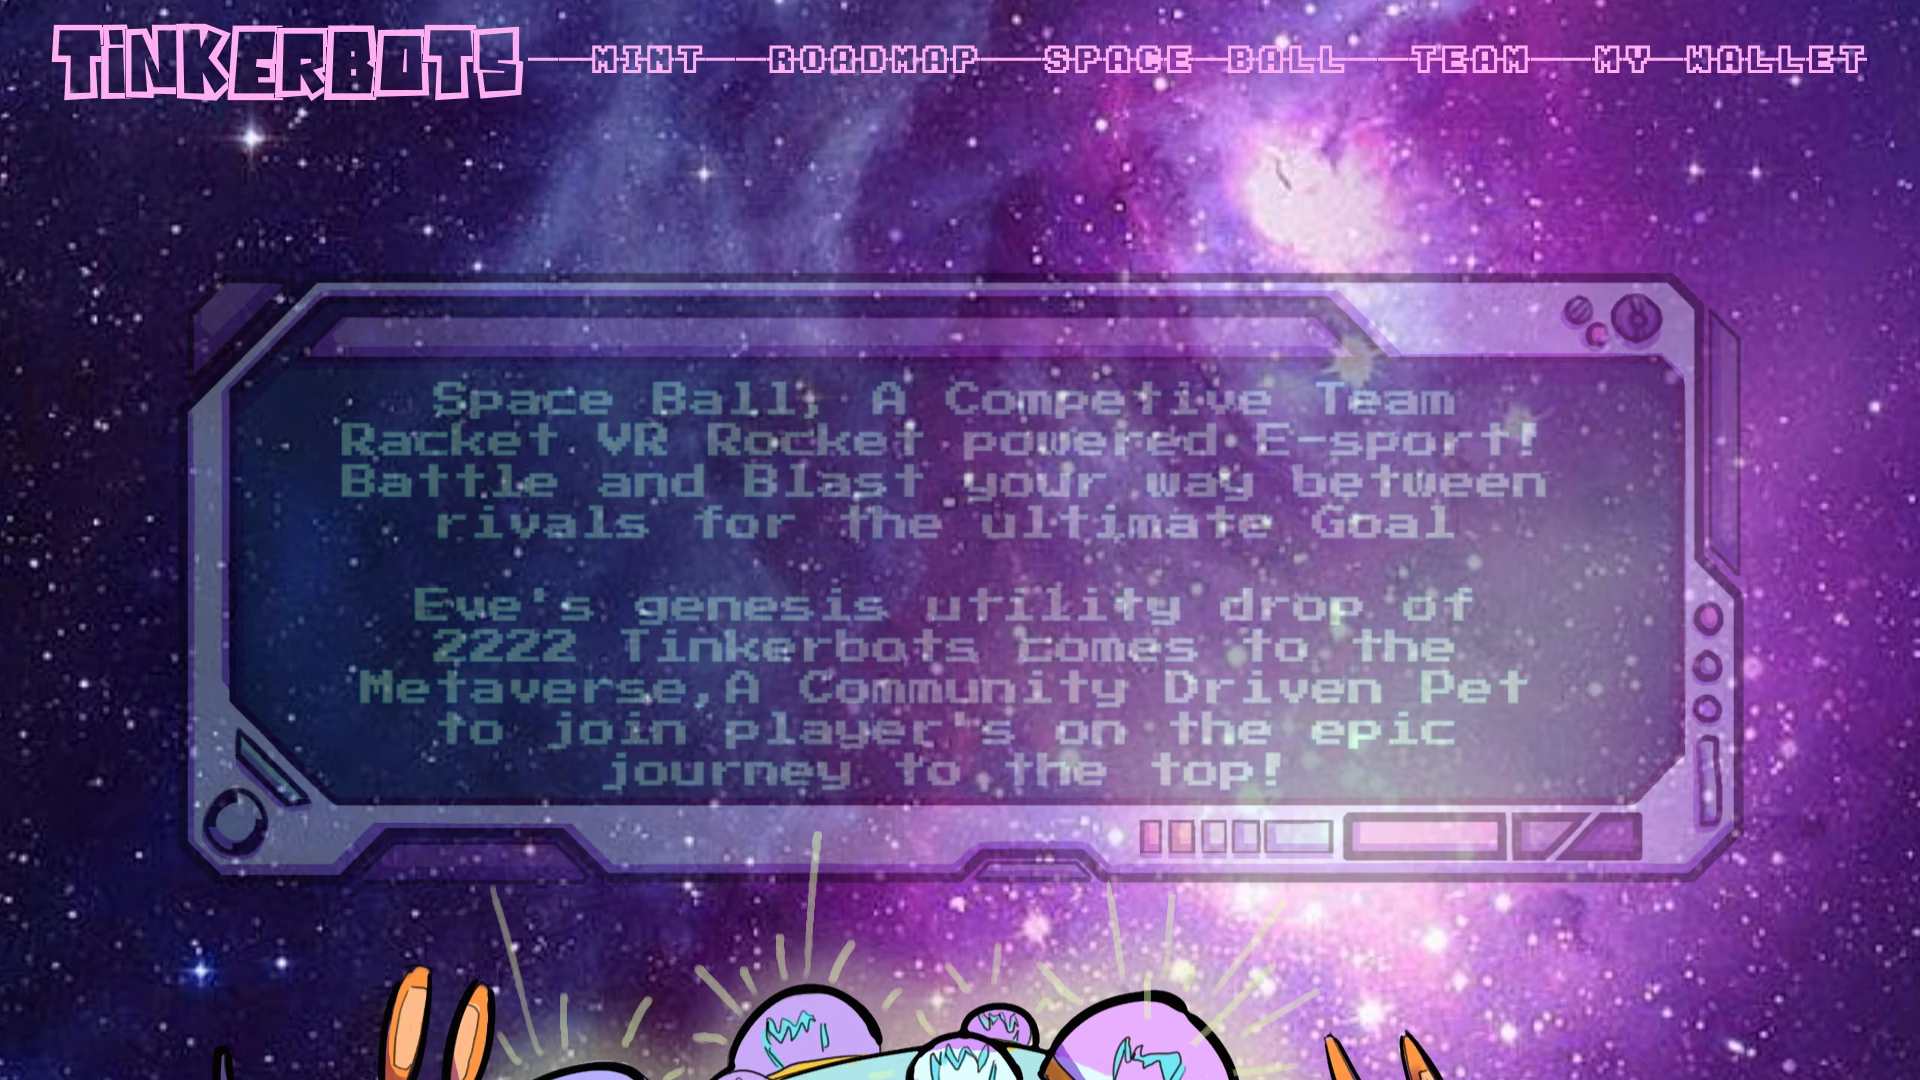 TiNKERBOTS MINT ROADMAP SPACE BALL TEAM MY WALLET
Space Ball; A Competive Team
Racket VR Rocket powered E-sport!
Battle and Blast your way between
rivals for the ultimate Goal
Eve's genesis utility drop of
2222 Tinkerbots comes to the
Metaverse,A Community Driven Pet
to join player's on the epic
journey to the top!